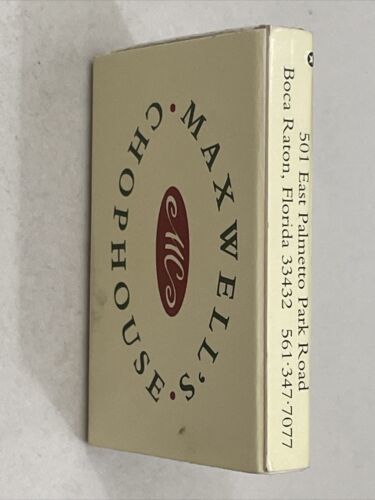 MAXWELL'S
MC
CHOPHOUSE
501 East Palmetto Park Road
Boca Raton, Florida 33432 561·347·7077